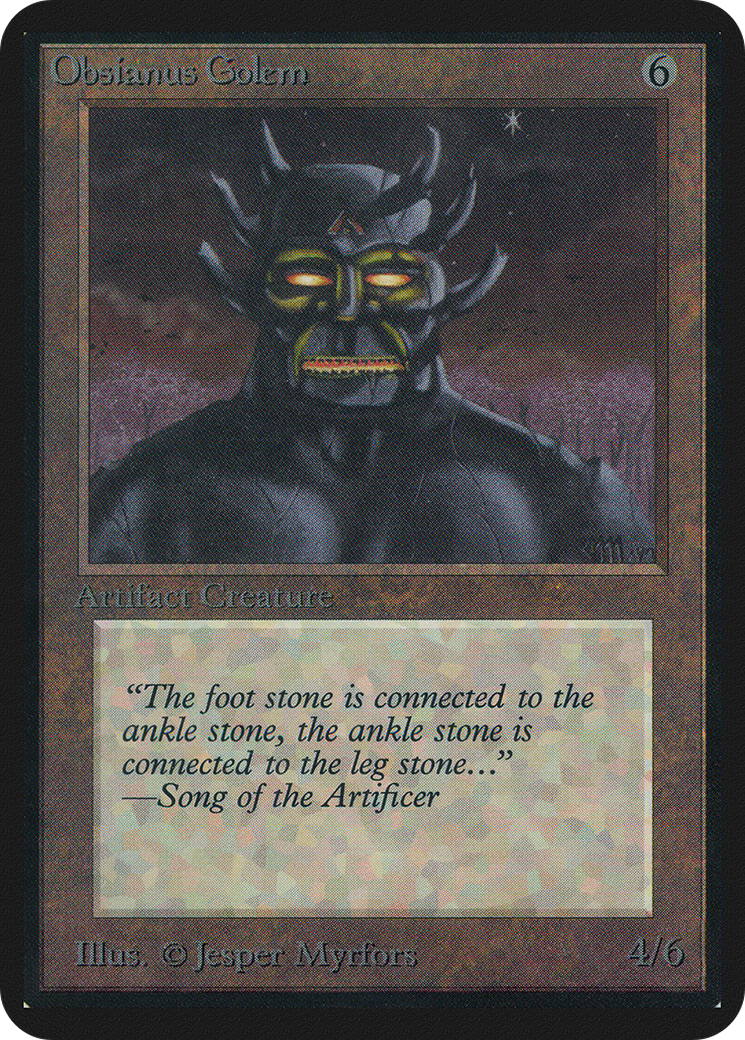 Obsianus Golem
6
Artifact Creature
“The foot stone is connected to the
ankle stone, the ankle stone is
connected to the leg stone...”
—Song of the Artificer
Illus. © Jesper Myrfors
4/6